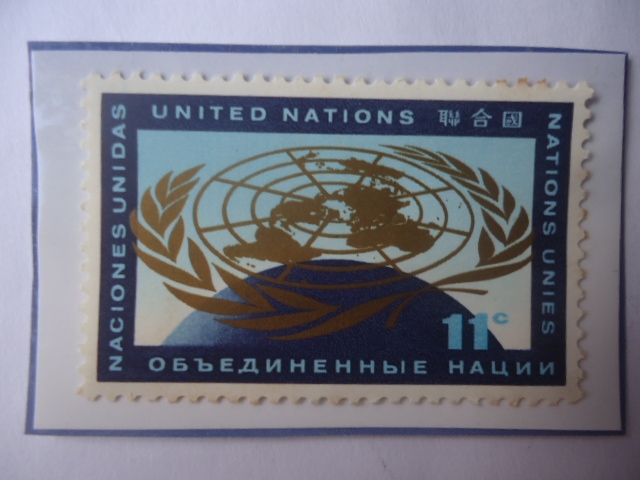 UNITED NATIONS 聯合國
NACIONES UNIDAS
NATIONS UNIES
11c
ОБЪЕДИНЕННЫЕ НАЦИИ